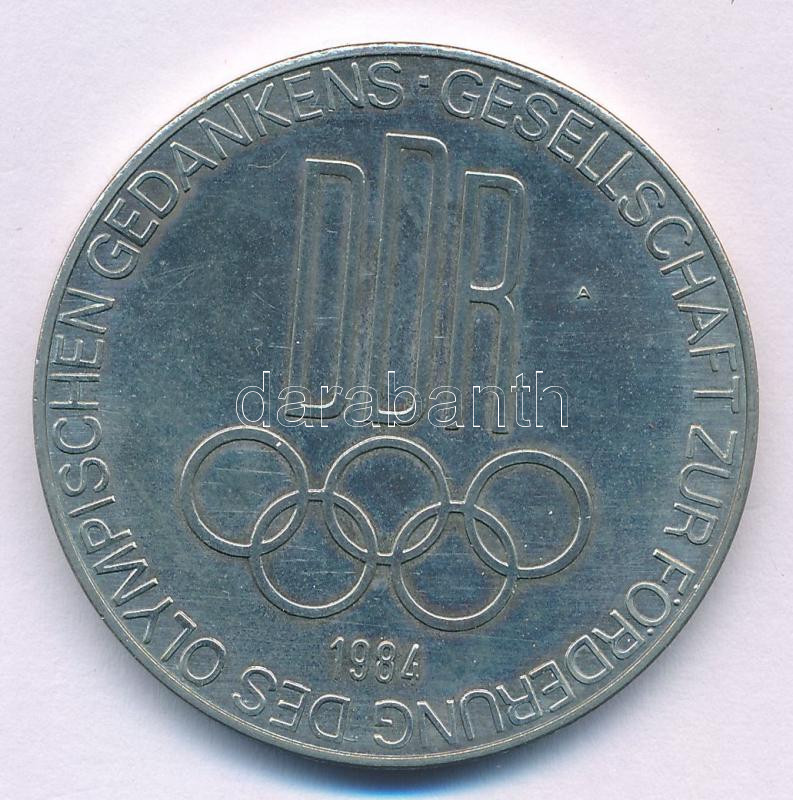 GESELLSCHAFT ZUR FÖRDERUNG DES OLYMPISCHEN GEDANKENS ·
DDR
A
darabanth
1984